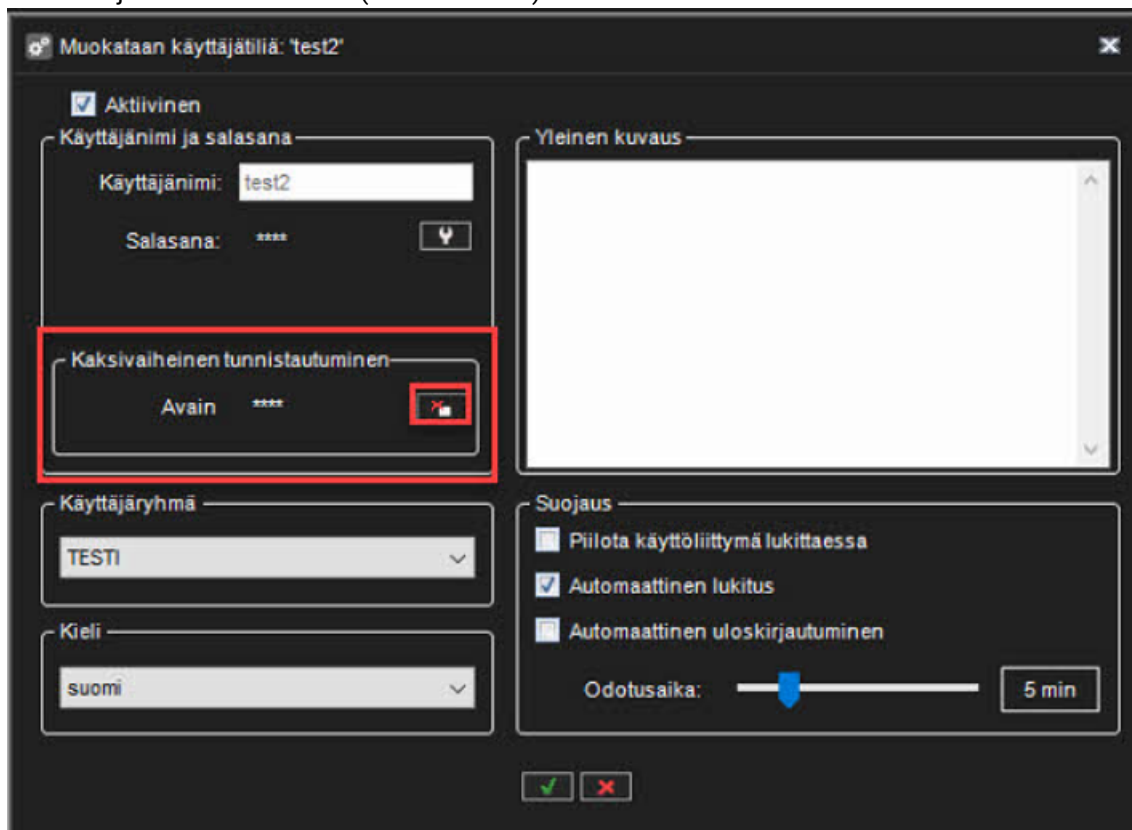 Muokataan käyttäjätiliä: 'test2'
Aktiivinen
Käyttäjänimi ja salasana
Käyttäjänimi: test2
Salasana: ****
Kaksivaiheinen tunnistautuminen
Avain ****
Käyttäjäryhmä
TESTI
Kieli
suomi
Yleinen kuvaus
Suojaus
Piilota käyttöliittymä lukittaessa
Automaattinen lukitus
Automaattinen uloskirjautuminen
Odotusaika: 5 min